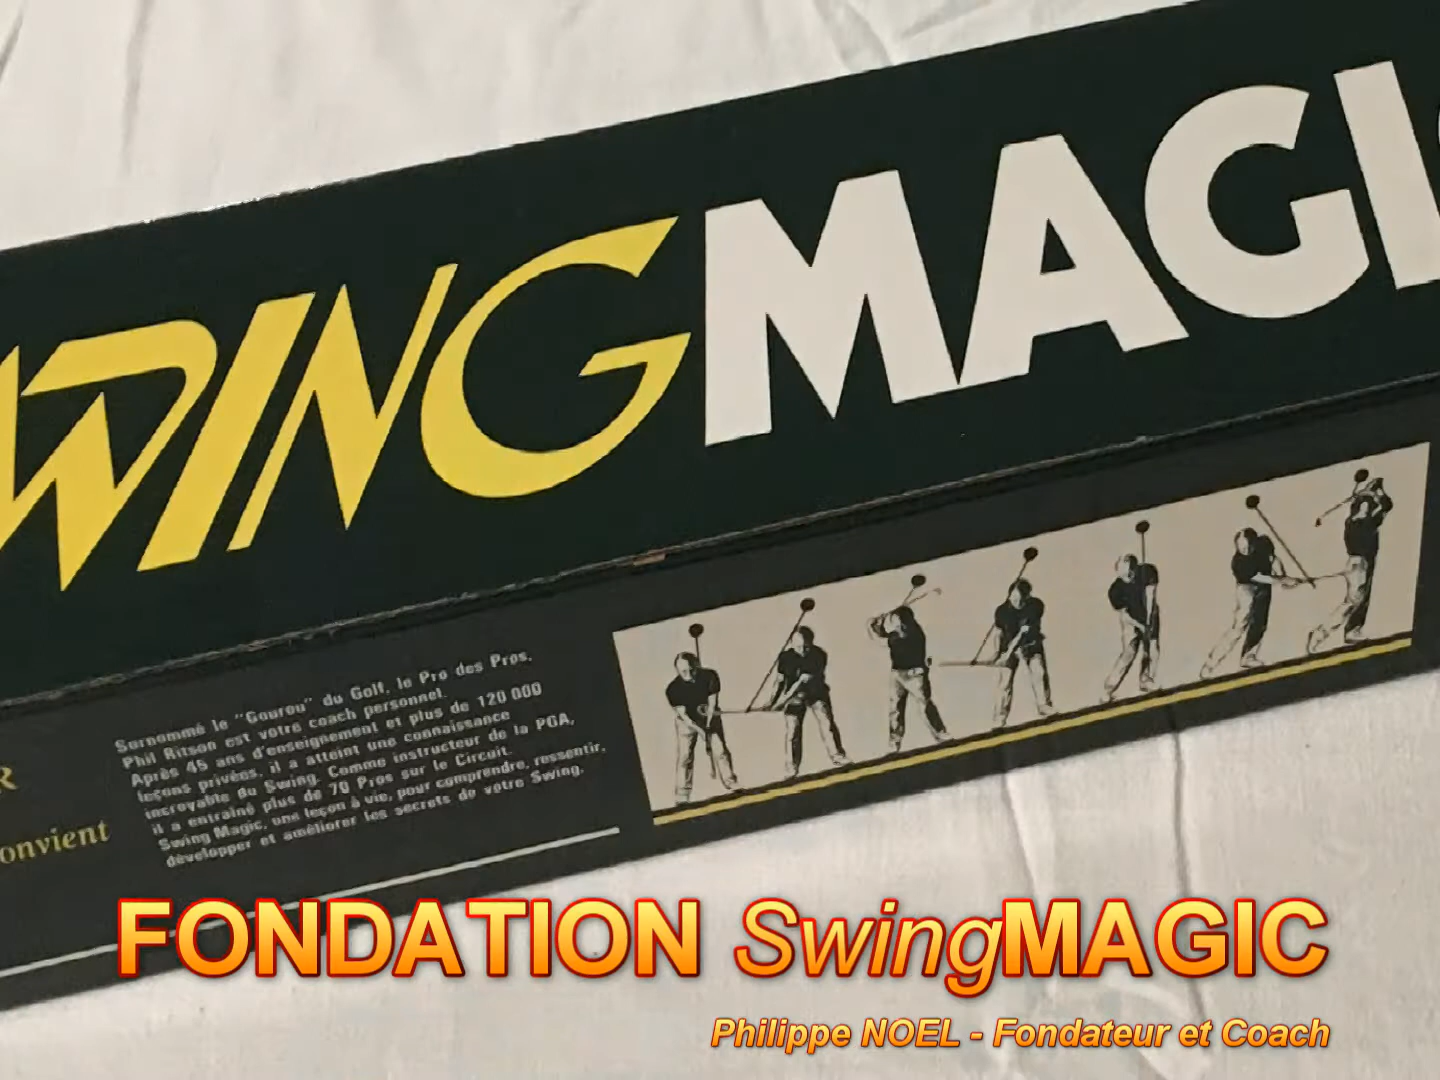 WINGMAGIC
R
onvient
Surnommé le "Gourou" du Golf, le Pro des Pros,
Phil Ritson est votre coach personnel.
Après 45 ans d'enseignement et plus de 120 000
leçons privées, il a atteint une connaissance
incroyable du Swing. Comme instructeur de la PGA,
il a entraîné plus de 70 Pros sur le Circuit.
Swing Magic, une leçon à vie, pour comprendre, ressentir,
développer et améliorer les secrets de votre Swing.
FONDATION SwingMAGIC
Philippe NOEL - Fondateur et Coach